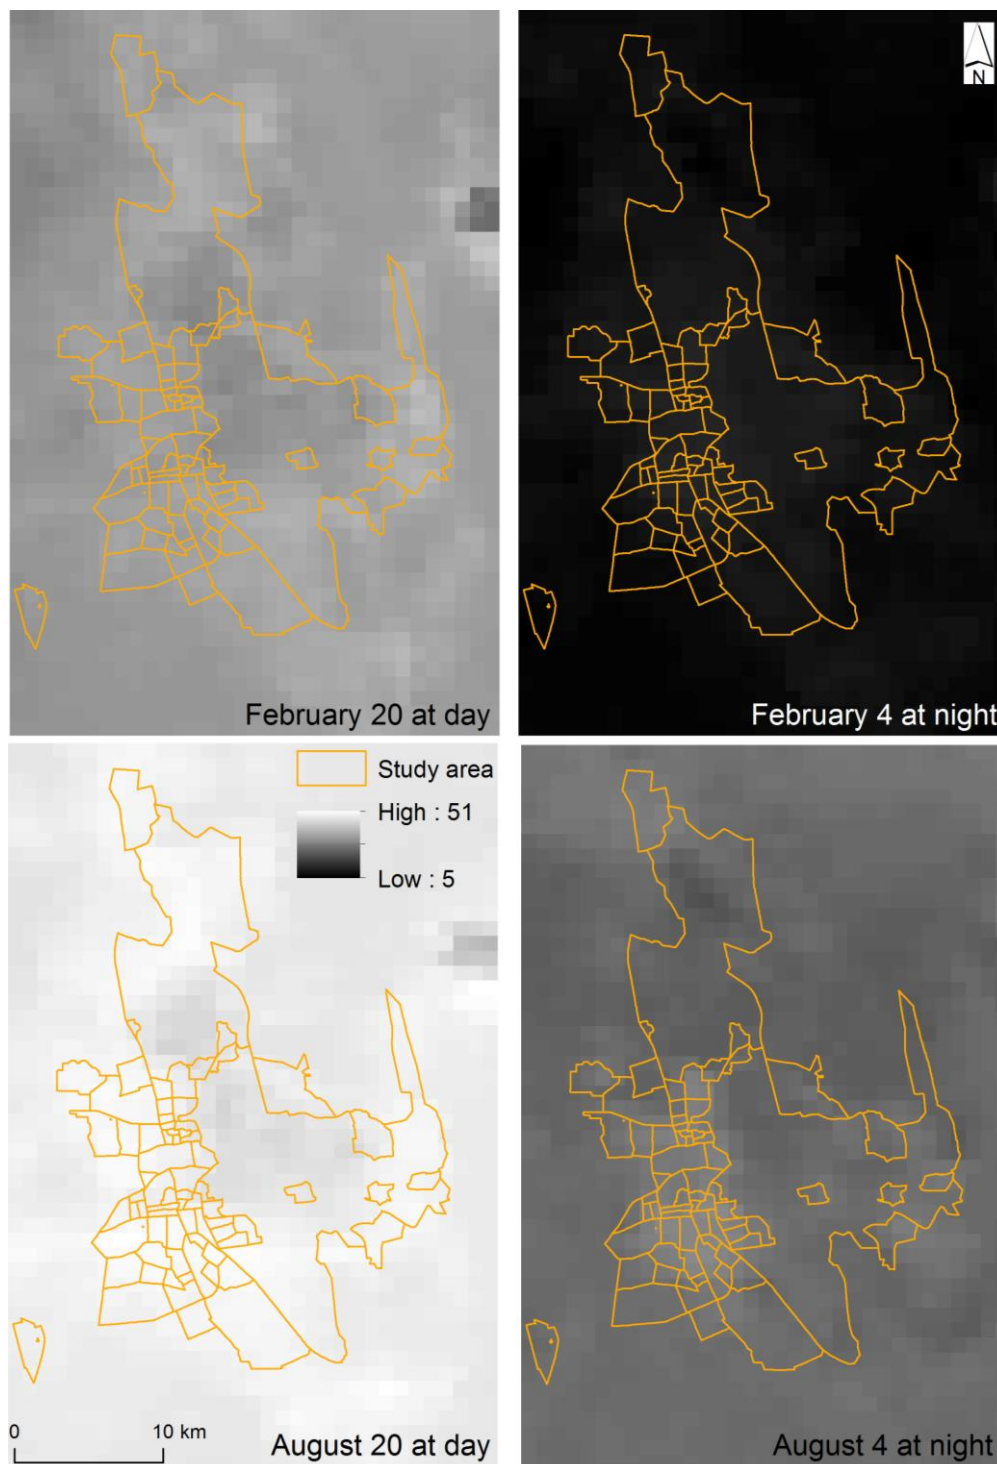 N
February 20 at day
February 4 at night
Study area
High : 51
Low : 5
0
10 km
August 20 at day
August 4 at night